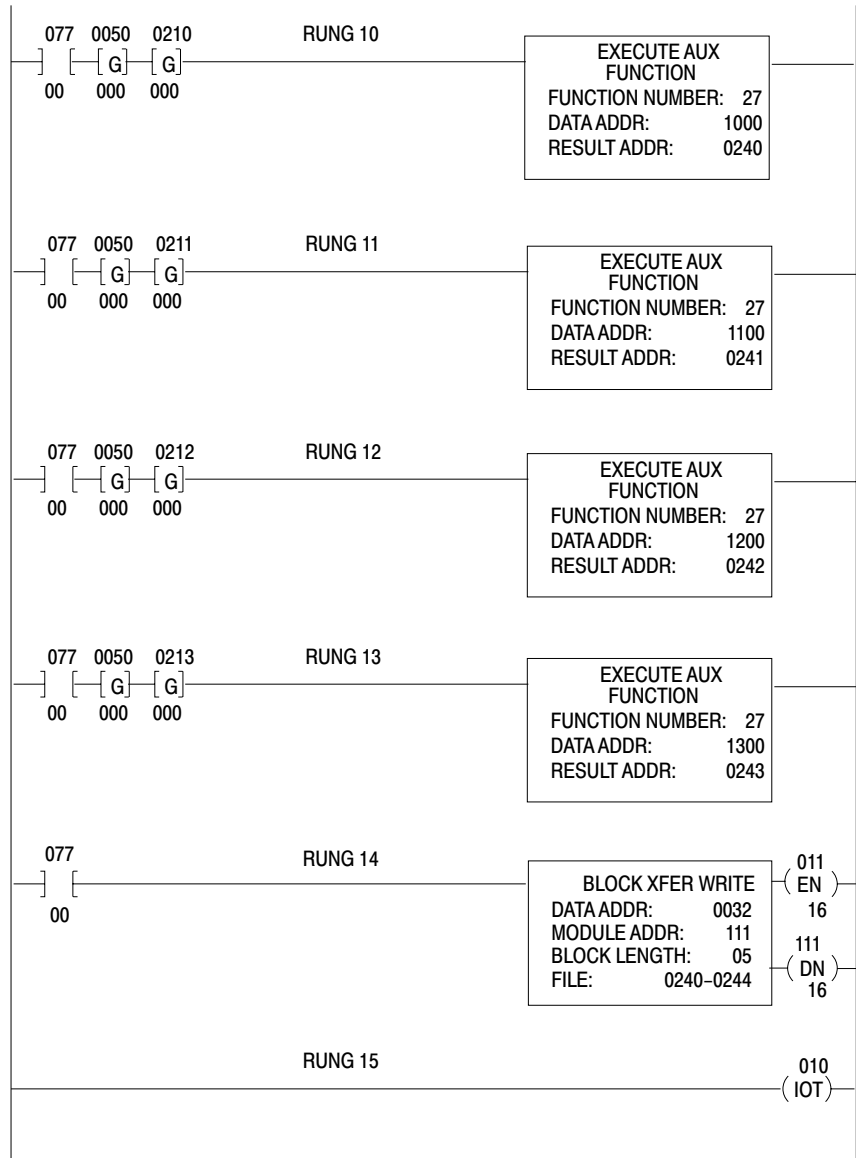 077 0050 0210 RUNG 10
G G
00 000 000
EXECUTE AUX
FUNCTION
FUNCTION NUMBER: 27
DATA ADDR: 1000
RESULT ADDR: 0240
077 0050 0211 RUNG 11
G G
00 000 000
EXECUTE AUX
FUNCTION
FUNCTION NUMBER: 27
DATA ADDR: 1100
RESULT ADDR: 0241
077 0050 0212 RUNG 12
G G
00 000 000
EXECUTE AUX
FUNCTION
FUNCTION NUMBER: 27
DATA ADDR: 1200
RESULT ADDR: 0242
077 0050 0213 RUNG 13
G G
00 000 000
EXECUTE AUX
FUNCTION
FUNCTION NUMBER: 27
DATA ADDR: 1300
RESULT ADDR: 0243
077 RUNG 14
00
BLOCK XFER WRITE
DATA ADDR: 0032
MODULE ADDR: 111
BLOCK LENGTH: 05
FILE: 0240–0244
011
EN
16
111
DN
16
RUNG 15
010
IOT